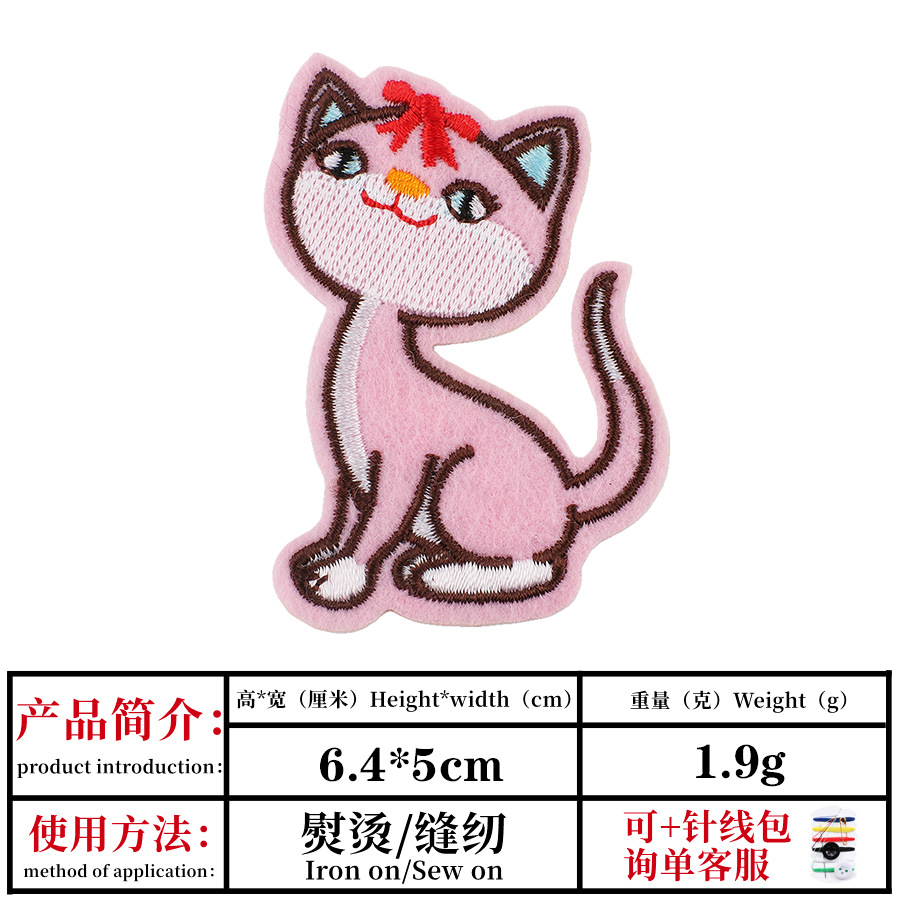 产品简介：
product introduction：
高*宽（厘米）Height*width（cm）
重量（克）Weight（g）
6.4*5cm
1.9g
使用方法：
method of application：
熨烫/缝纫
Iron on/Sew on
可+针线包
询单客服